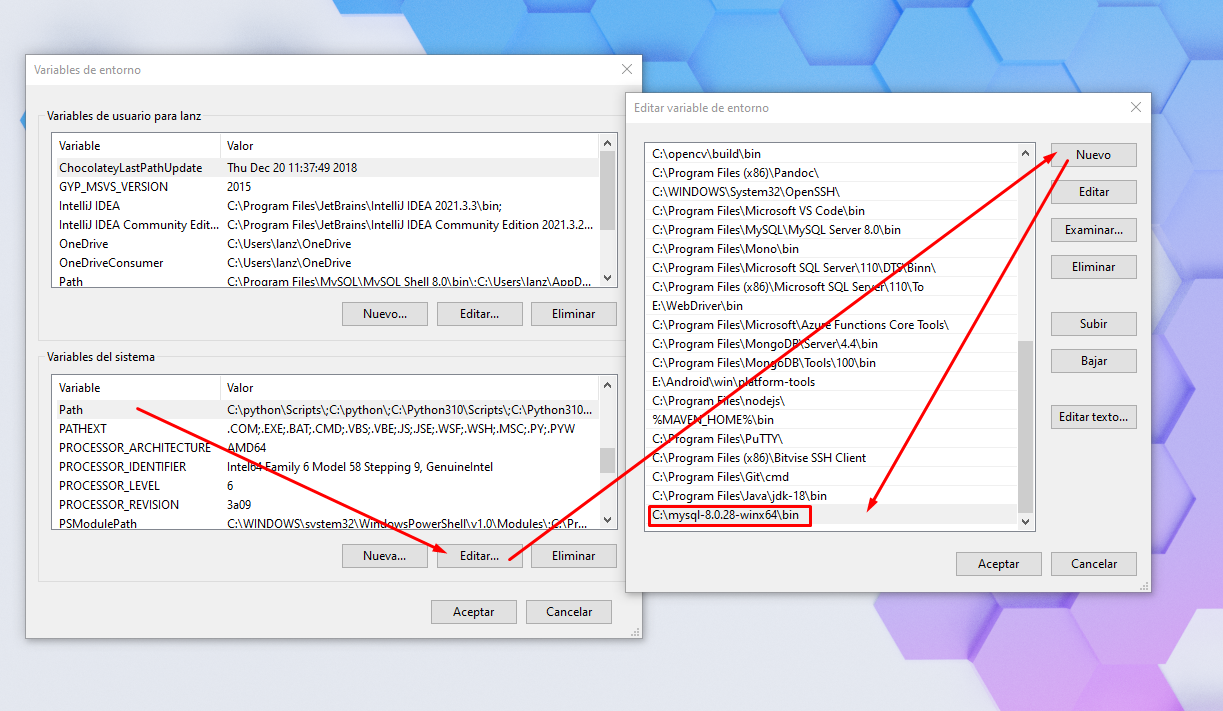 Variables de entorno
Variables de usuario para lanz
Variable Valor
ChocolateyLastPathUpdate Thu Dec 20 11:37:49 2018
GYP_MSVS_VERSION 2015
IntelliJ IDEA C:\Program Files\JetBrains\IntelliJ IDEA 2021.3.3\bin;
IntelliJ IDEA Community Edit... C:\Program Files\JetBrains\IntelliJ IDEA Community Edition 2021.3.2...
OneDrive C:\Users\lanz\OneDrive
OneDriveConsumer C:\Users\lanz\OneDrive
Path C:\Program Files\MySQL\MySQL Shell 8.0\bin\;C:\Users\lanz\AppD...
Nuevo... Editar... Eliminar
Variables del sistema
Variable Valor
Path C:\python\Scripts\;C:\python\;C:\Python310\Scripts\;C:\Python310...
PATHEXT .COM;.EXE;.BAT;.CMD;.VBS;.VBE;.JS;.JSE;.WSF;.WSH;.MSC;.PY;.PYW
PROCESSOR_ARCHITECTURE AMD64
PROCESSOR_IDENTIFIER Intel64 Family 6 Model 58 Stepping 9, GenuineIntel
PROCESSOR_LEVEL 6
PROCESSOR_REVISION 3a09
PSModulePath C:\WINDOWS\system32\WindowsPowerShell\v1.0\Modules\;C:\Pr...
Nueva... Editar... Eliminar
Aceptar Cancelar
Editar variable de entorno
C:\opencv\build\bin
C:\Program Files (x86)\Pandoc\
C:\WINDOWS\System32\OpenSSH\
C:\Program Files\Microsoft VS Code\bin
C:\Program Files\MySQL\MySQL Server 8.0\bin
C:\Program Files\Mono\bin
C:\Program Files\Microsoft SQL Server\110\DTS\Binn\
C:\Program Files (x86)\Microsoft SQL Server\110\To
E:\WebDriver\bin
C:\Program Files\Microsoft\Azure Functions Core Tools\
C:\Program Files\MongoDB\Server\4.4\bin
C:\Program Files\MongoDB\Tools\100\bin
E:\Android\win\platform-tools
C:\Program Files\nodejs\
%MAVEN_HOME%\bin
C:\Program Files\PuTTY\
C:\Program Files (x86)\Bitvise SSH Client
C:\Program Files\Git\cmd
C:\Program Files\Java\jdk-18\bin
C:\mysql-8.0.28-winx64\bin
Nuevo
Editar
Examinar...
Eliminar
Subir
Bajar
Editar texto...
Aceptar Cancelar